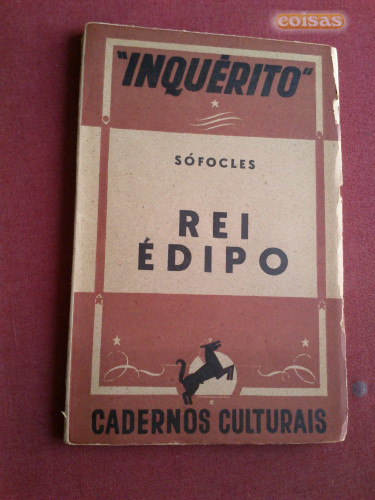 coisas
"INQUÉRITO"
SÓFOCLES
REI
ÉDIPO
CADERNOS CULTURAIS